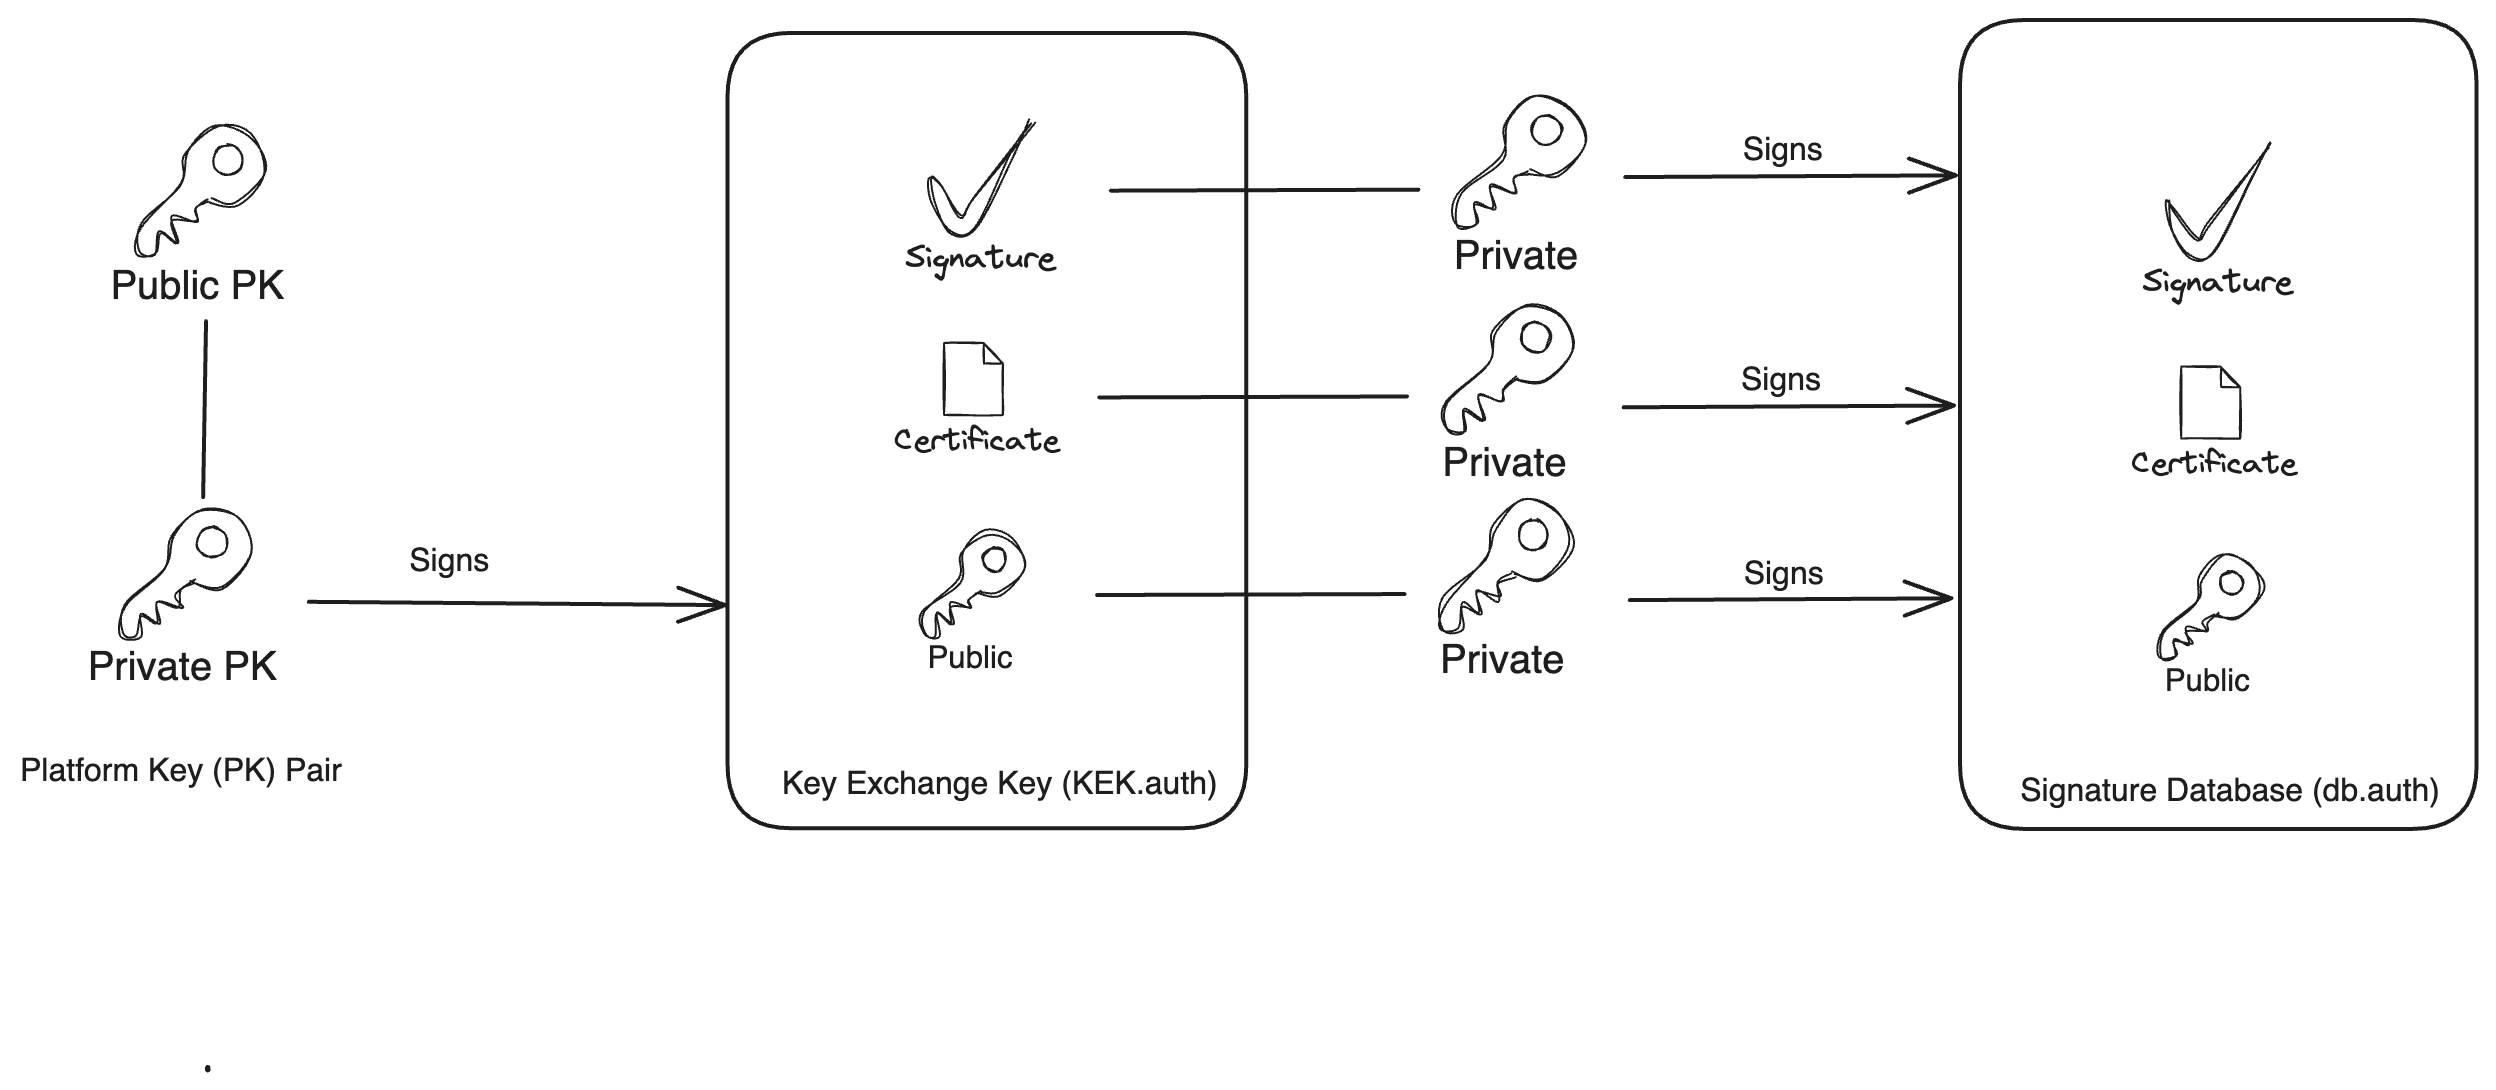 Public PK
Private PK
Signs
Platform Key (PK) Pair
Signature
Certificate
Public
Key Exchange Key (KEK.auth)
Private
Signs
Private
Signs
Private
Signs
Signature
Certificate
Public
Signature Database (db.auth)